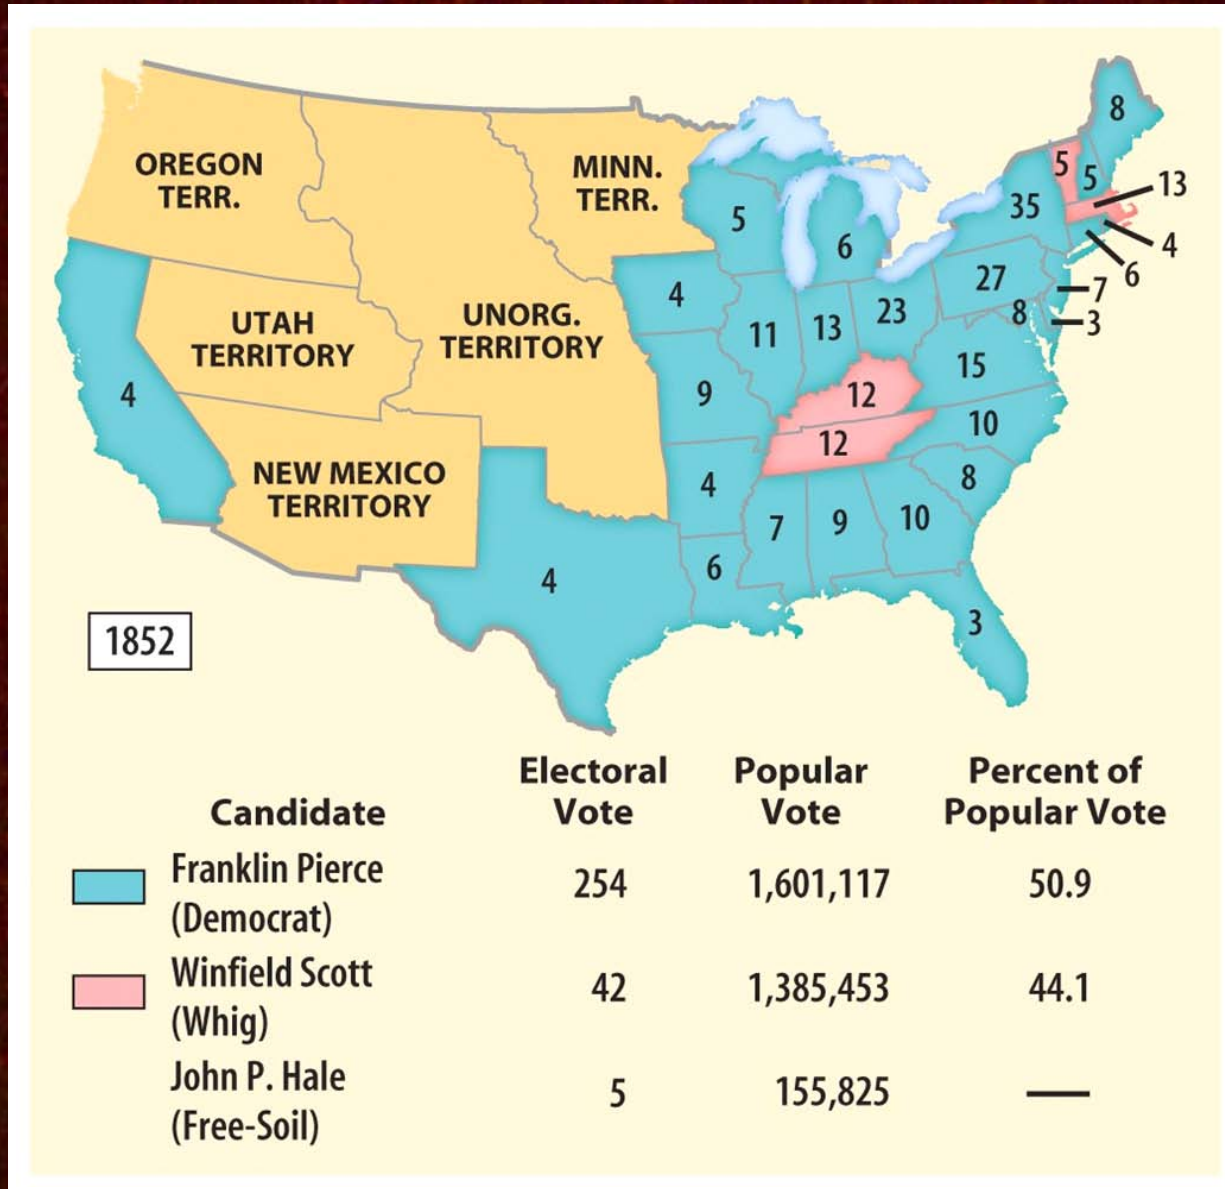 8
OREGON
TERR.
MINN.
TERR.
5
5
13
35
5
6
4
6
27
7
4
UNORG.
TERRITORY
UTAH
TERRITORY
11
13
23
8
3
15
4
9
12
10
12
NEW MEXICO
TERRITORY
4
8
7
9
10
6
4
3
1852
Candidate
Electoral
Vote
Popular
Vote
Percent of
Popular Vote
Franklin Pierce
(Democrat)
254
1,601,117
50.9
Winfield Scott
(Whig)
42
1,385,453
44.1
John P. Hale
(Free-Soil)
5
155,825
—